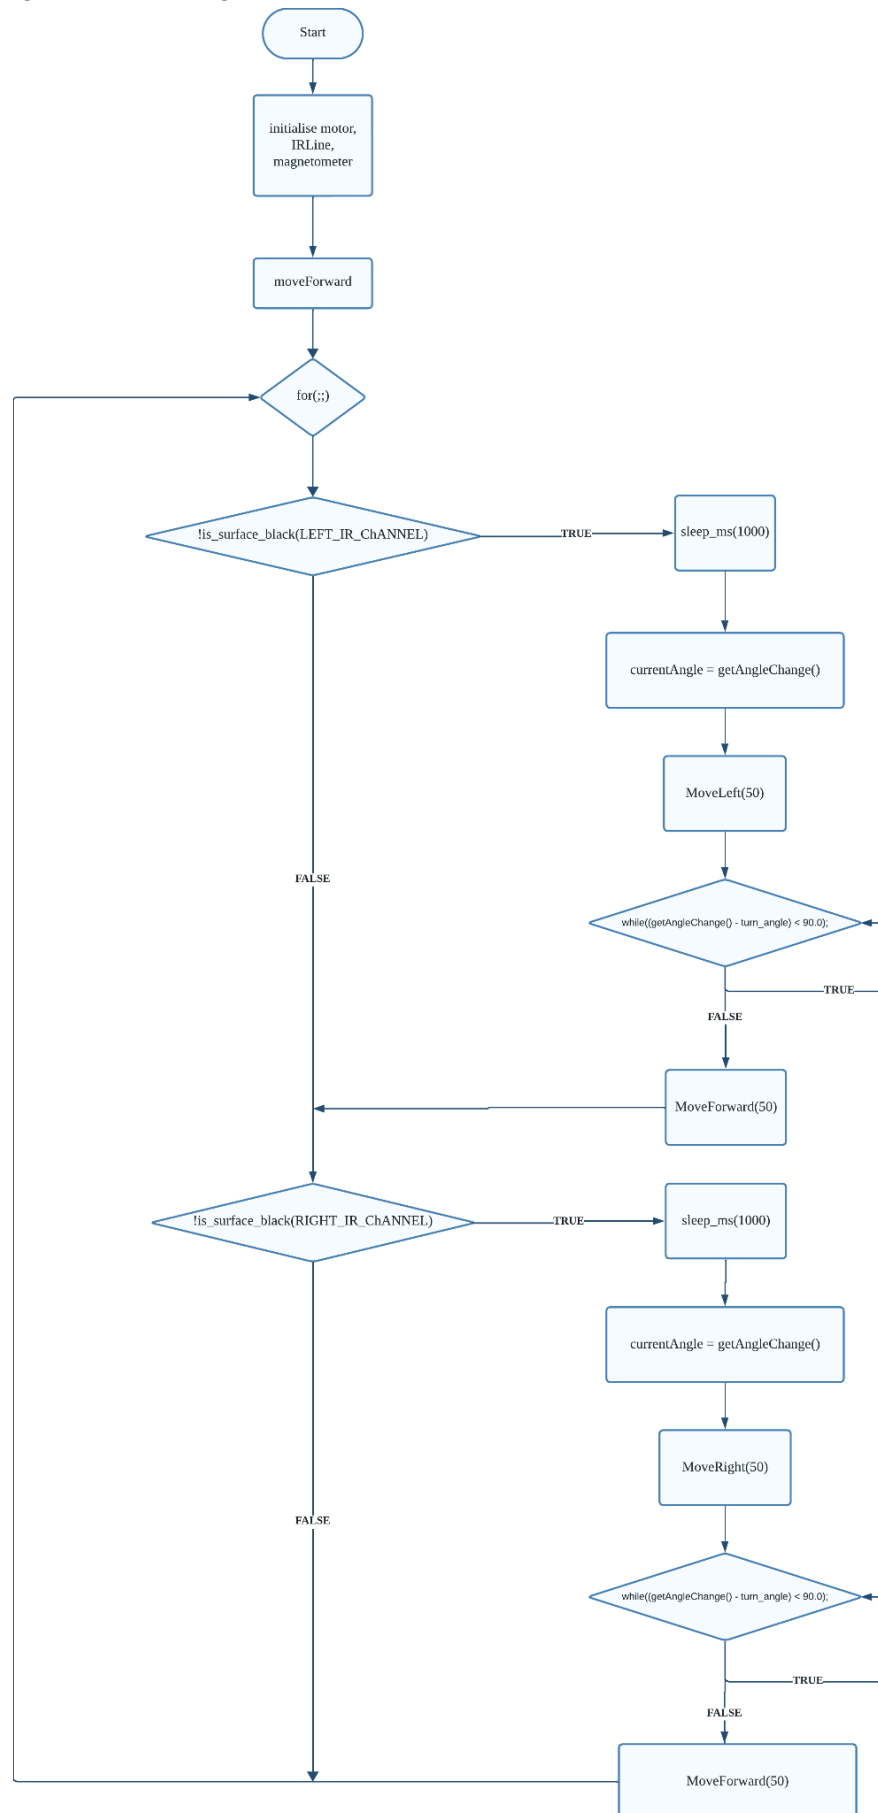 Start
initialise motor,
IRLine,
magnetometer
moveForward
for(;;)
!is_surface_black(LEFT_IR_ChANNEL)
TRUE
sleep_ms(1000)
currentAngle = getAngleChange()
MoveLeft(50)
FALSE
while((getAngleChange() - turn_angle) < 90.0);
TRUE
FALSE
MoveForward(50)
!is_surface_black(RIGHT_IR_ChANNEL)
TRUE
sleep_ms(1000)
currentAngle = getAngleChange()
MoveRight(50)
FALSE
while((getAngleChange() - turn_angle) < 90.0);
TRUE
FALSE
MoveForward(50)